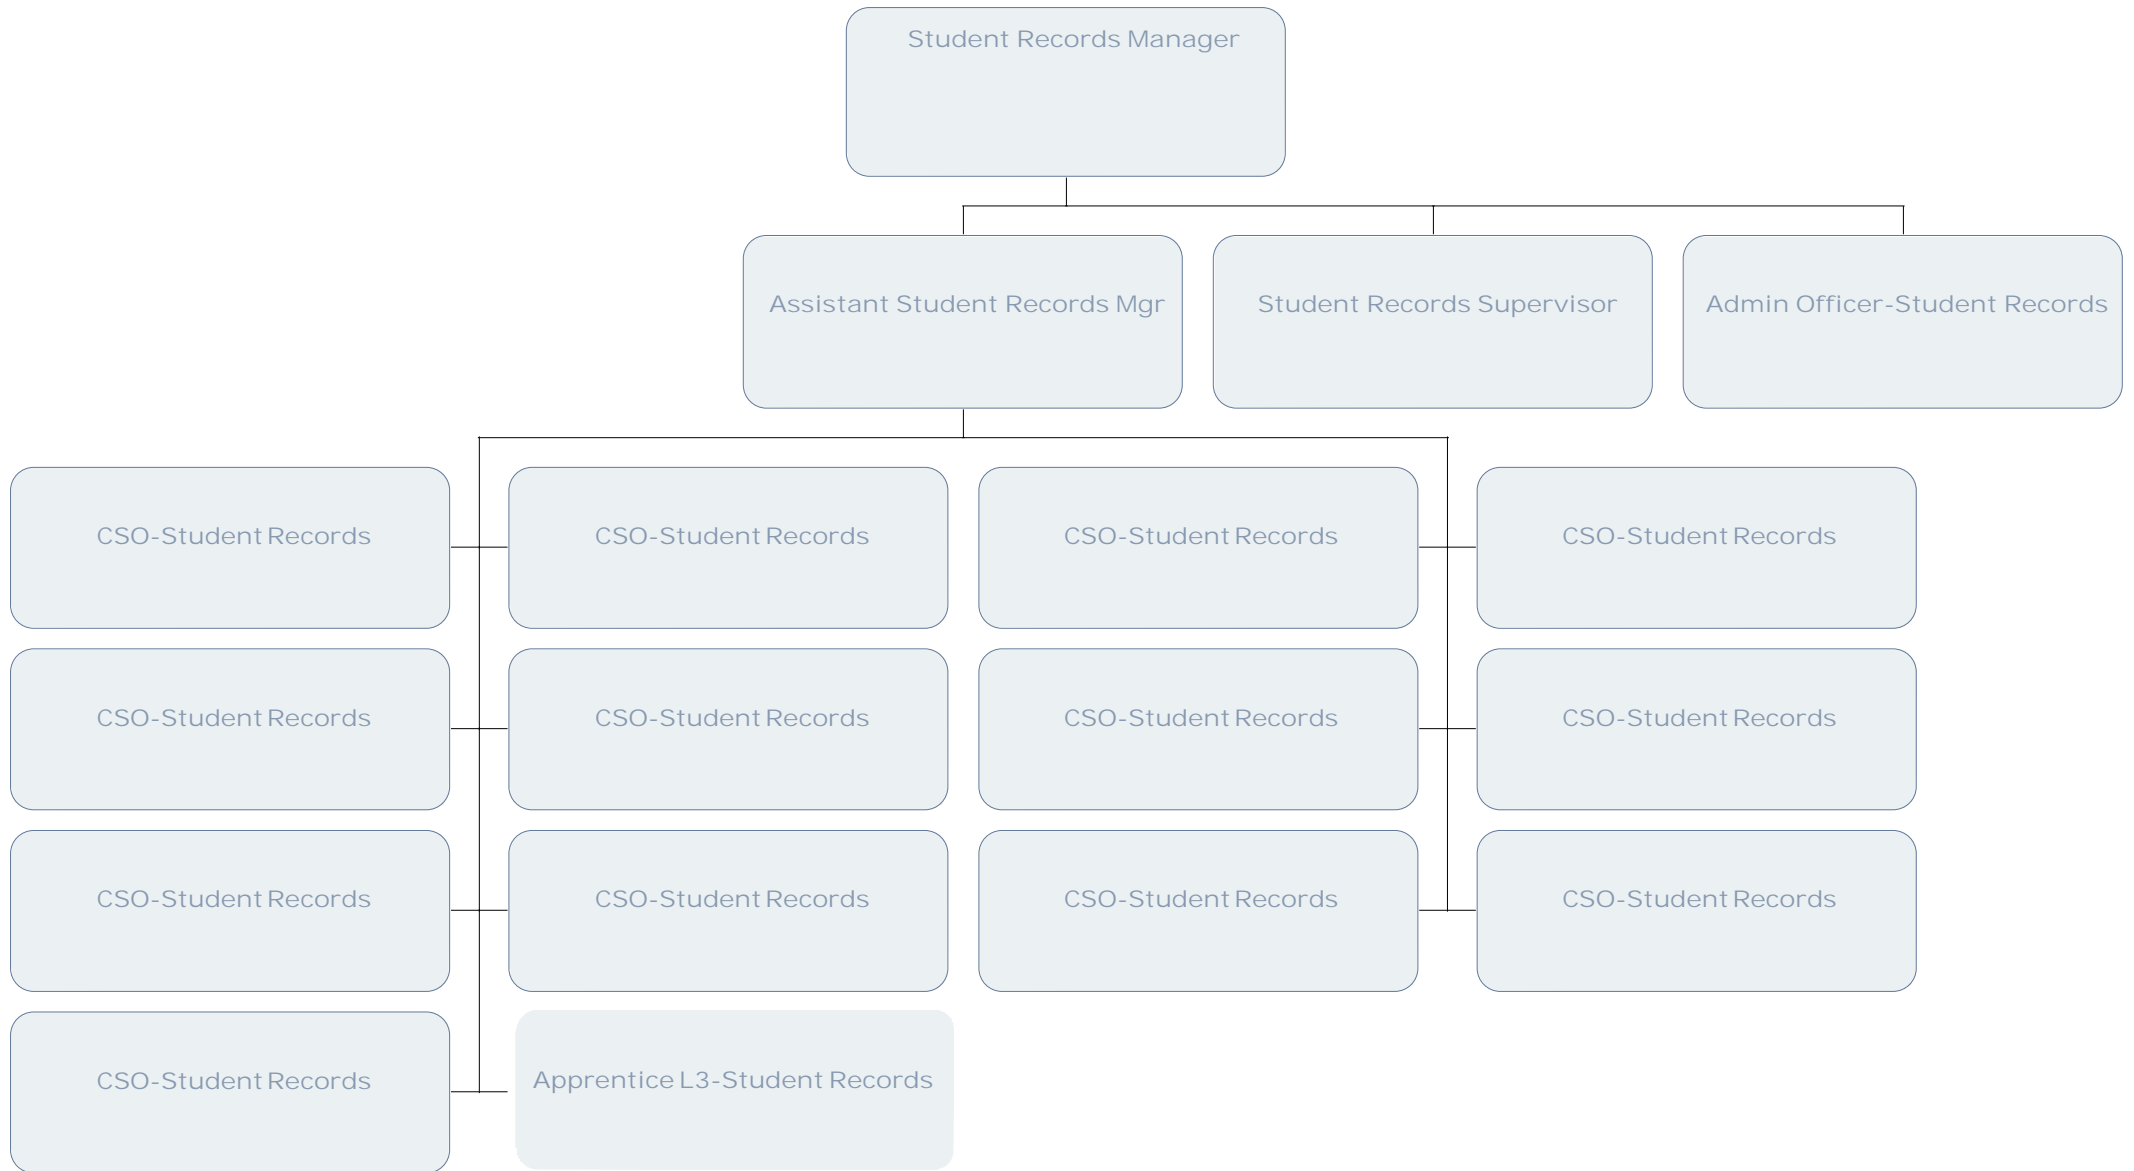 Student Records Manager
Assistant Student Records Mgr
Student Records Supervisor
Admin Officer-Student Records
CSO-Student Records
CSO-Student Records
CSO-Student Records
CSO-Student Records
CSO-Student Records
CSO-Student Records
CSO-Student Records
CSO-Student Records
CSO-Student Records
CSO-Student Records
CSO-Student Records
CSO-Student Records
CSO-Student Records
Apprentice L3-Student Records